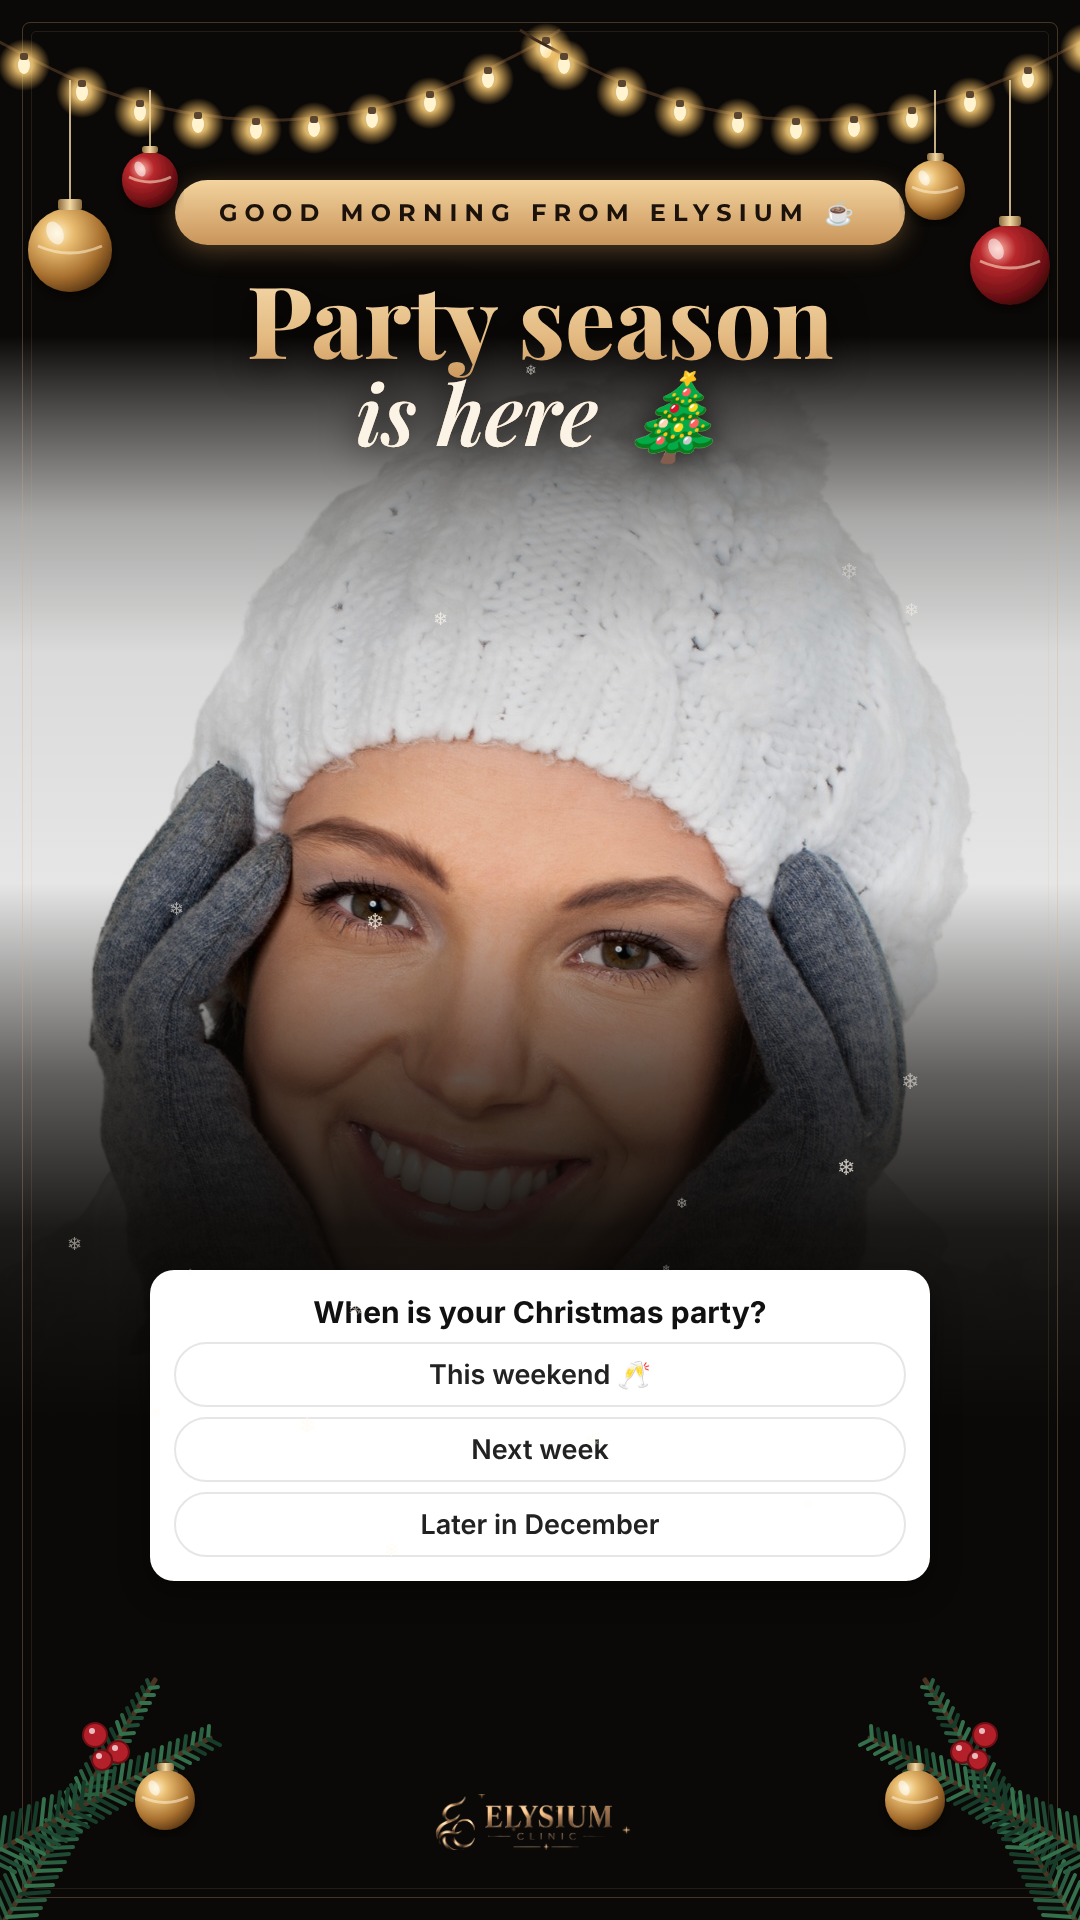 GOOD MORNING FROM ELYSIUM ☕
Party season
is here 🎄
When is your Christmas party?
This weekend 🥂
Next week
Later in December
ELYSIUM
CLINIC